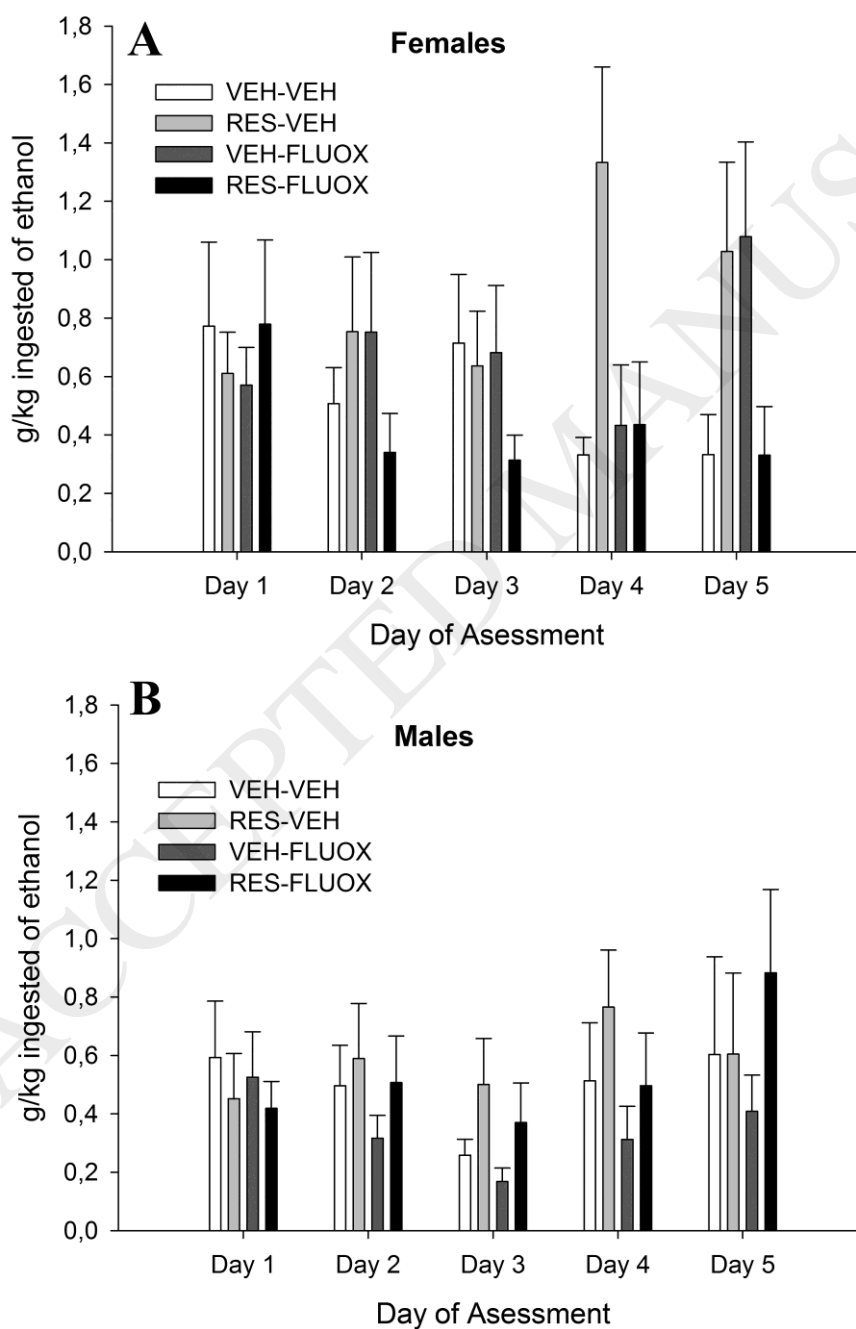 A
Females
VEH-VEH
RES-VEH
VEH-FLUOX
RES-FLUOX
g/kg ingested of ethanol
1,8
1,6
1,4
1,2
1,0
0,8
0,6
0,4
0,2
0,0
Day 1 Day 2 Day 3 Day 4 Day 5
Day of Asessment
B
Males
VEH-VEH
RES-VEH
VEH-FLUOX
RES-FLUOX
g/kg ingested of ethanol
1,8
1,6
1,4
1,2
1,0
0,8
0,6
0,4
0,2
0,0
Day 1 Day 2 Day 3 Day 4 Day 5
Day of Asessment
ACCEPTED MANUS